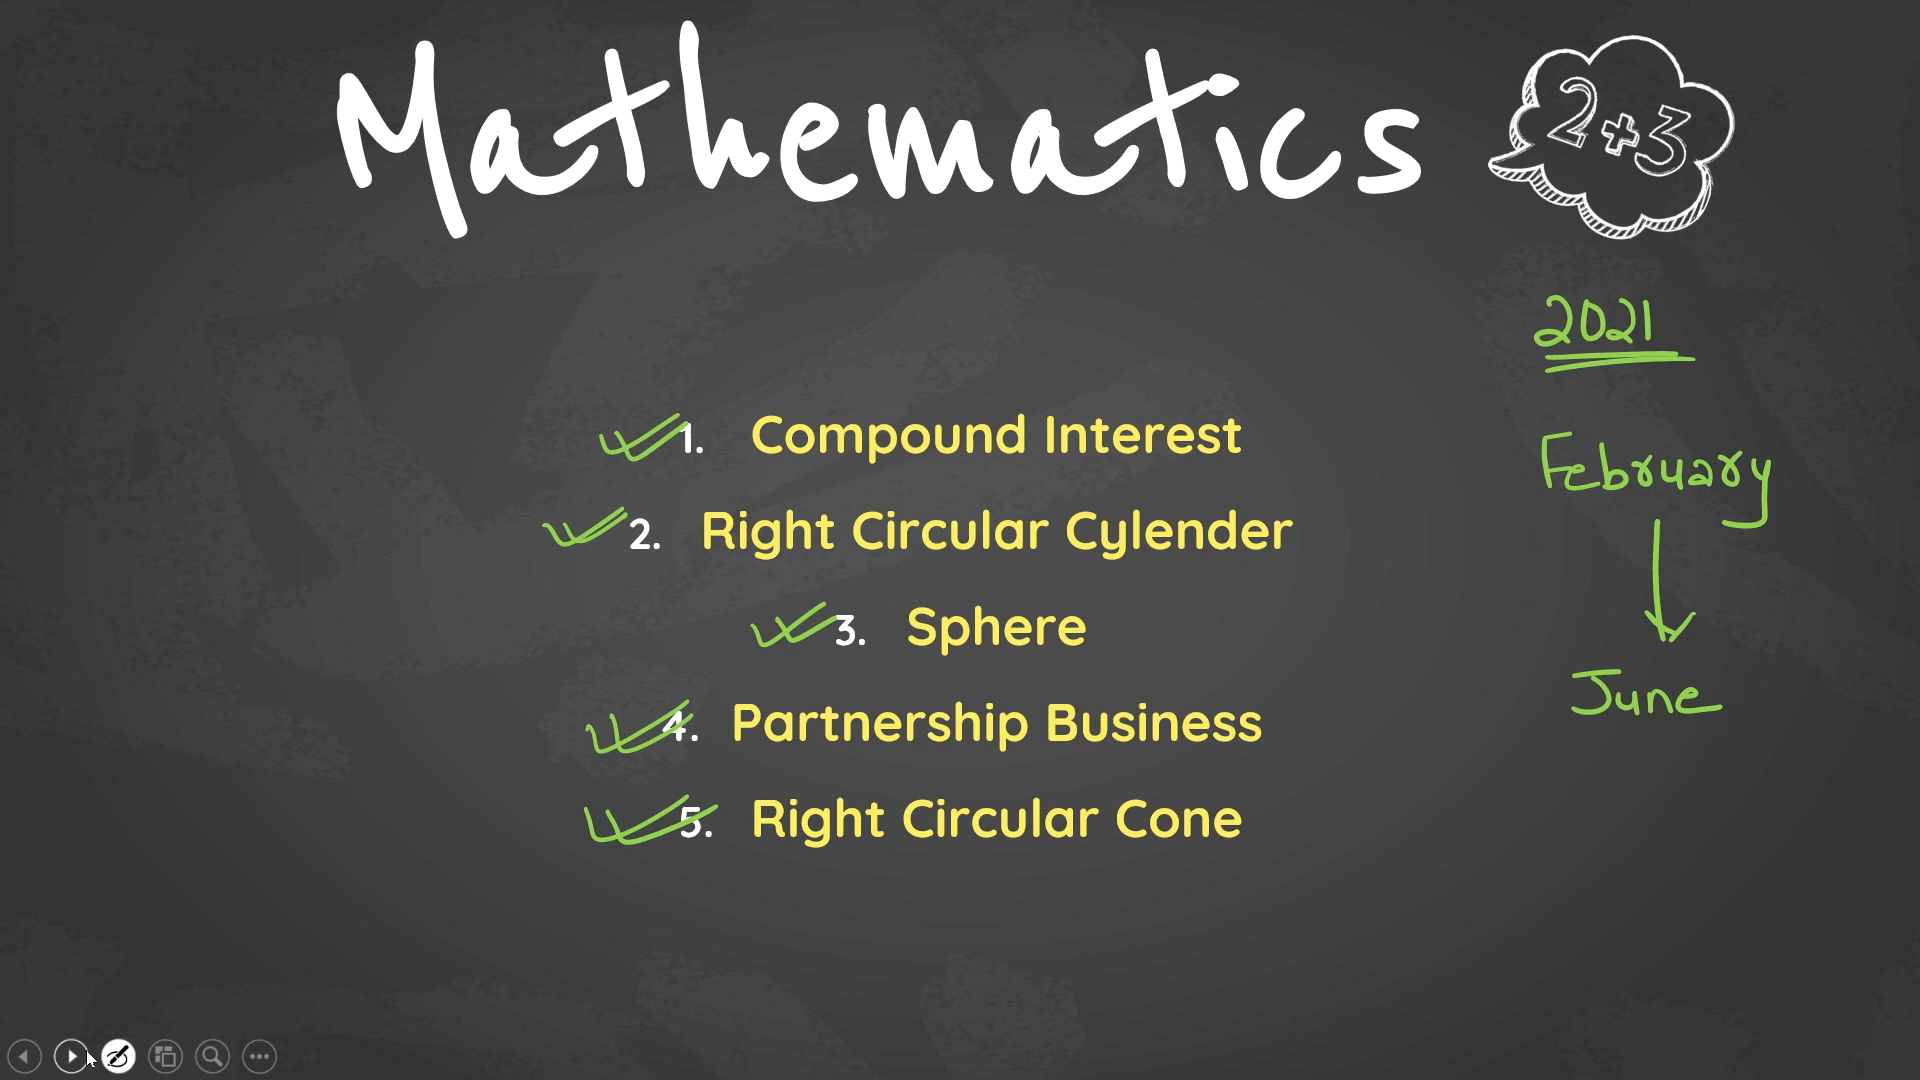 Mathematics
2+3
2021
1. Compound Interest
February
2. Right Circular Cylender
3. Sphere
June
4. Partnership Business
5. Right Circular Cone